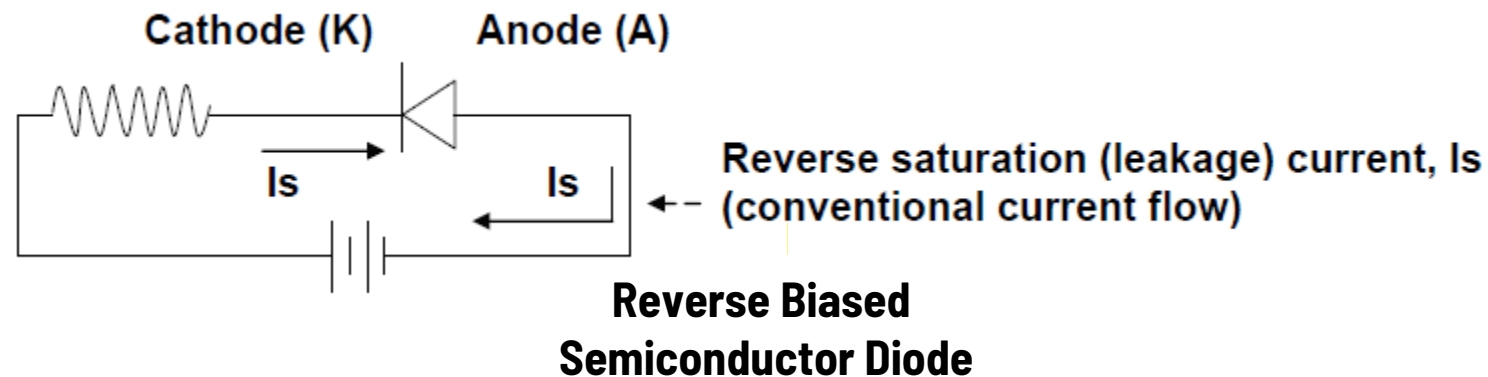 Cathode (K)
Anode (A)
Is
Is
Reverse saturation (leakage) current, Is
(conventional current flow)
Reverse Biased
Semiconductor Diode